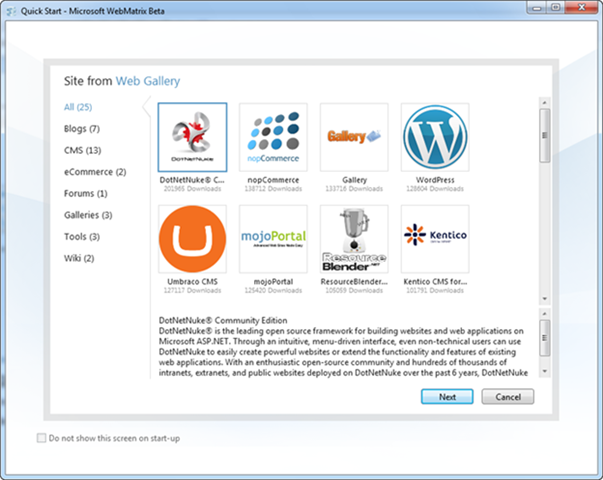 Quick Start - Microsoft WebMatrix Beta
Site from Web Gallery
All (25)
Blogs (7)
CMS (13)
eCommerce (2)
Forums (1)
Galleries (3)
Tools (3)
Wiki (2)
DotNetNuke
nopCommerce
Gallery
DotNetNuke® C...
nopCommerce
Gallery
WordPress
201965 Downloads
138712 Downloads
133718 Downloads
128804 Downloads
mojoPortal
Resource
Blender.NET
Kentico
Umbraco CMS
mojoPortal
ResourceBlender...
Kentico CMS for...
127117 Downloads
125420 Downloads
106069 Downloads
101791 Downloads
DotNetNuke® Community Edition
DotNetNuke® is the leading open source framework for building websites and web applications on
Microsoft ASP.NET. Through an intuitive, menu-driven interface, even non-technical users can use
DotNetNuke to easily create powerful websites or extend the functionality and features of existing
web applications. With an enthusiastic open-source community and hundreds of thousands of
intranets, extranets, and public websites deployed on DotNetNuke over the past 6 years, DotNetNuke
Next
Cancel
Do not show this screen on start-up